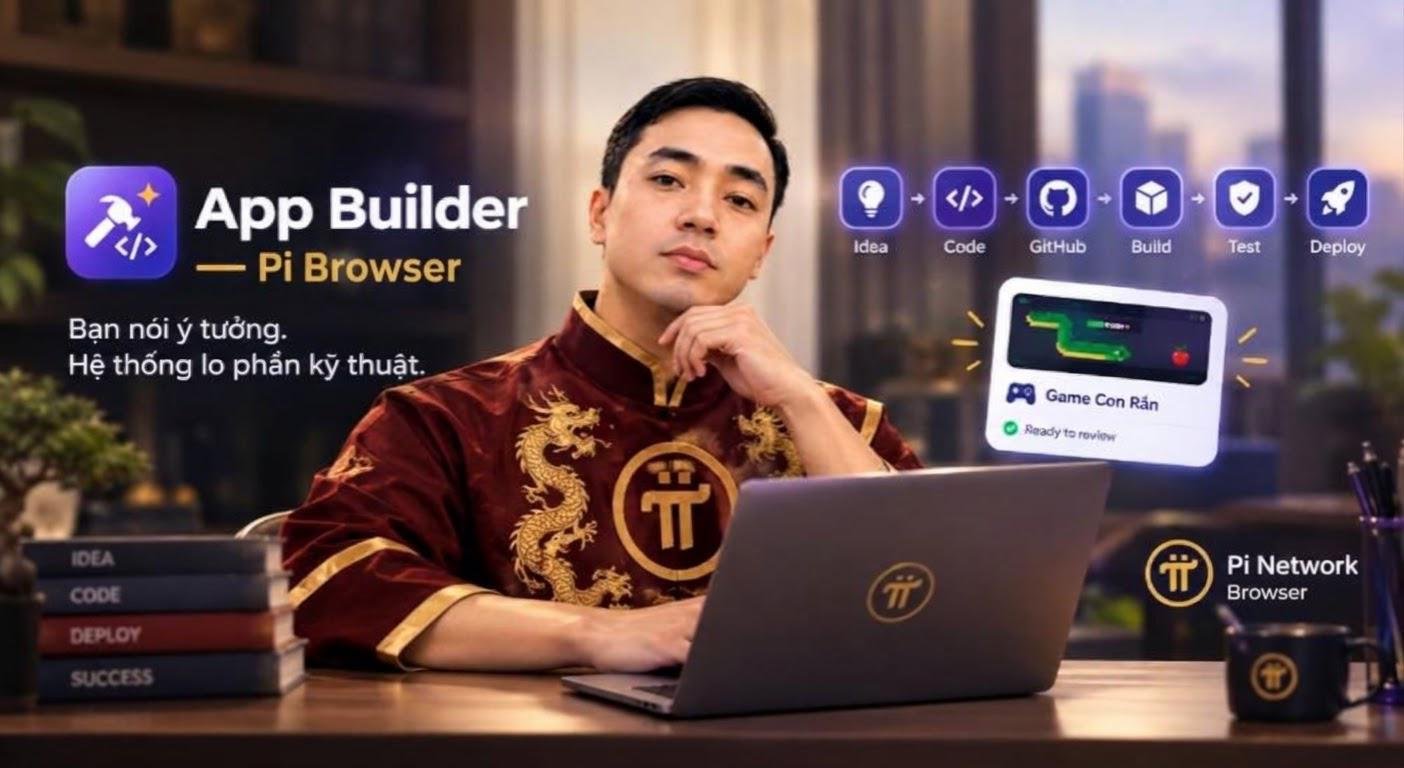 App Builder
— Pi Browser
Bạn nói ý tưởng.
Hệ thống lo phần kỹ thuật.
Idea
Code
GitHub
Build
Test
Deploy
Game Con Rắn
Ready to review
IDEA
CODE
DEPLOY
SUCCESS
Pi Network
Browser